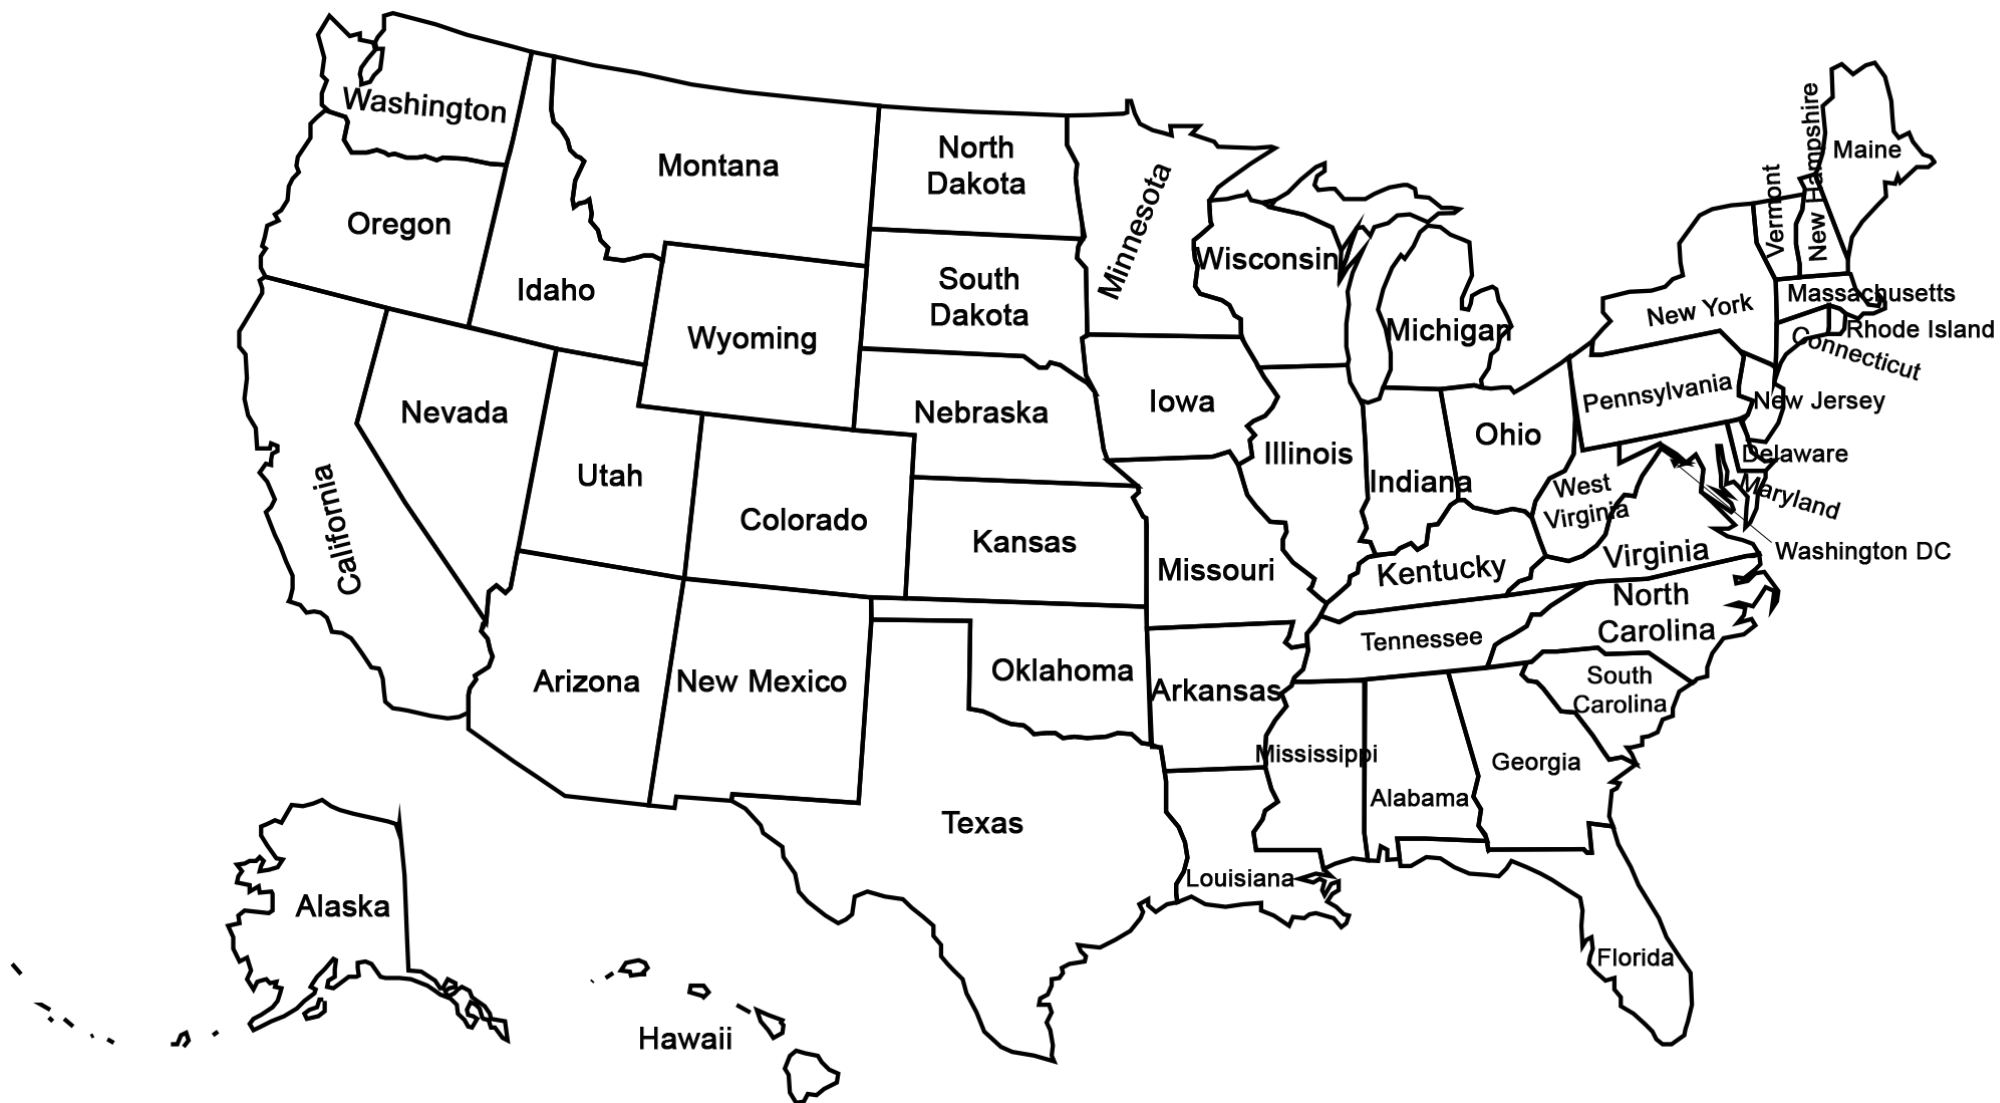 Washington
Montana
North
Dakota
Minnesota
Maine
New Hampshire
Vermont
Oregon
Idaho
Wisconsin
South
Dakota
Wyoming
Michigan
New York
Massachusetts
Rhode Island
Connecticut
Nevada
Nebraska
Iowa
Pennsylvania
New Jersey
Utah
Illinois
Indiana
Ohio
Delaware
California
Colorado
Kansas
Missouri
West
Virginia
Maryland
Kentucky
Virginia
Washington DC
North
Carolina
Tennessee
Arizona
New Mexico
Oklahoma
Arkansas
South
Carolina
Mississippi
Georgia
Alabama
Texas
Louisiana
Alaska
Florida
Hawaii